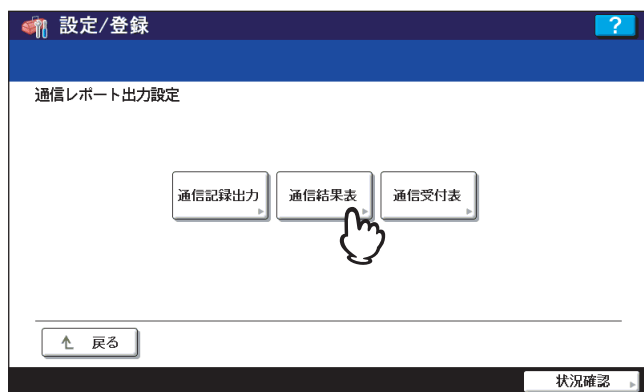 設定/登録
?
通信レポート出力設定
通信記録出力 通信結果表 通信受付表
戻る
状況確認